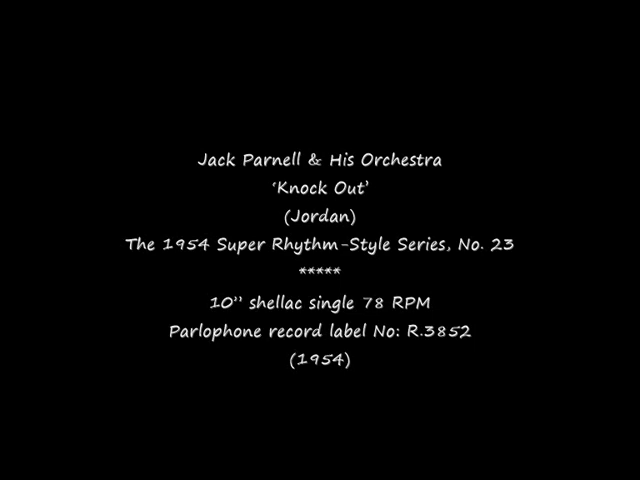 Jack Parnell & His Orchestra
‘Knock Out’
(Jordan)
The 1954 Super Rhythm-Style Series, No. 23
*****
10” shellac single 78 RPM
Parlophone record label No: R.3852
(1954)